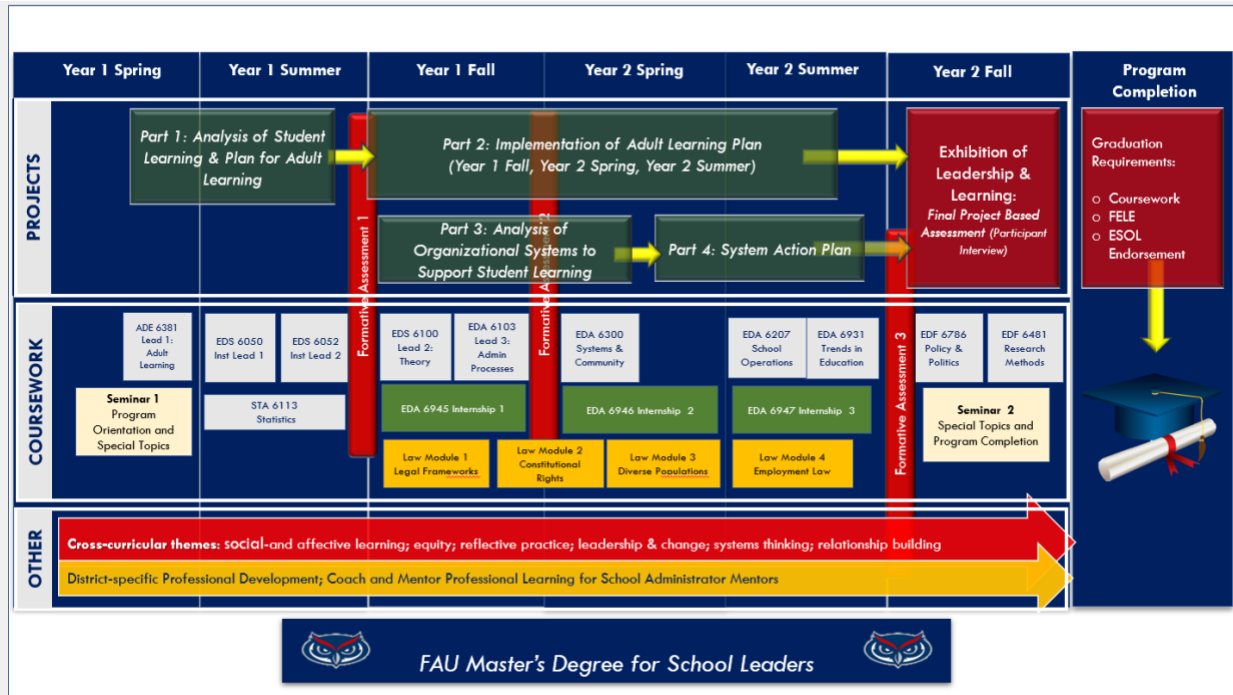 Year 1 Spring
Year 1 Summer
Year 1 Fall
Year 2 Spring
Year 2 Summer
Year 2 Fall
Program
Completion
PROJECTS
Part 1: Analysis of Student
Learning & Plan for Adult
Learning
Formative Assessment 1
Part 2: Implementation of Adult Learning Plan
(Year 1 Fall, Year 2 Spring, Year 2 Summer)
Part 3: Analysis of
Organizational Systems to
Support Student Learning
Formative Assessment 2
Part 4: System Action Plan
Exhibition of
Leadership &
Learning:
Final Project Based
Assessment (Participant
Interview)
Graduation
Requirements:
o Coursework
o FELE
o ESOL
Endorsement
COURSEWORK
ADE 6381
Lead 1:
Adult
Learning
EDS 6050
Inst Lead 1
EDS 6052
Inst Lead 2
EDS 6100
Lead 2:
Theory
EDA 6103
Lead 3:
Admin
Processes
EDA 6300
Systems &
Community
EDA 6207
School
Operations
EDA 6931
Trends in
Education
Formative Assessment 3
EDF 6786
Policy &
Politics
EDF 6481
Research
Methods
Seminar 1
Program
Orientation and
Special Topics
STA 6113
Statistics
EDA 6945 Internship 1
EDA 6946 Internship 2
EDA 6947 Internship 3
Seminar 2
Special Topics and
Program Completion
Law Module 1
Legal Frameworks
Law Module 2
Constitutional
Rights
Law Module 3
Diverse Populations
Law Module 4
Employment Law
OTHER
Cross-curricular themes: social-and affective learning; equity; reflective practice; leadership & change; systems thinking; relationship building
District-specific Professional Development; Coach and Mentor Professional Learning for School Administrator Mentors
FAU Master's Degree for School Leaders